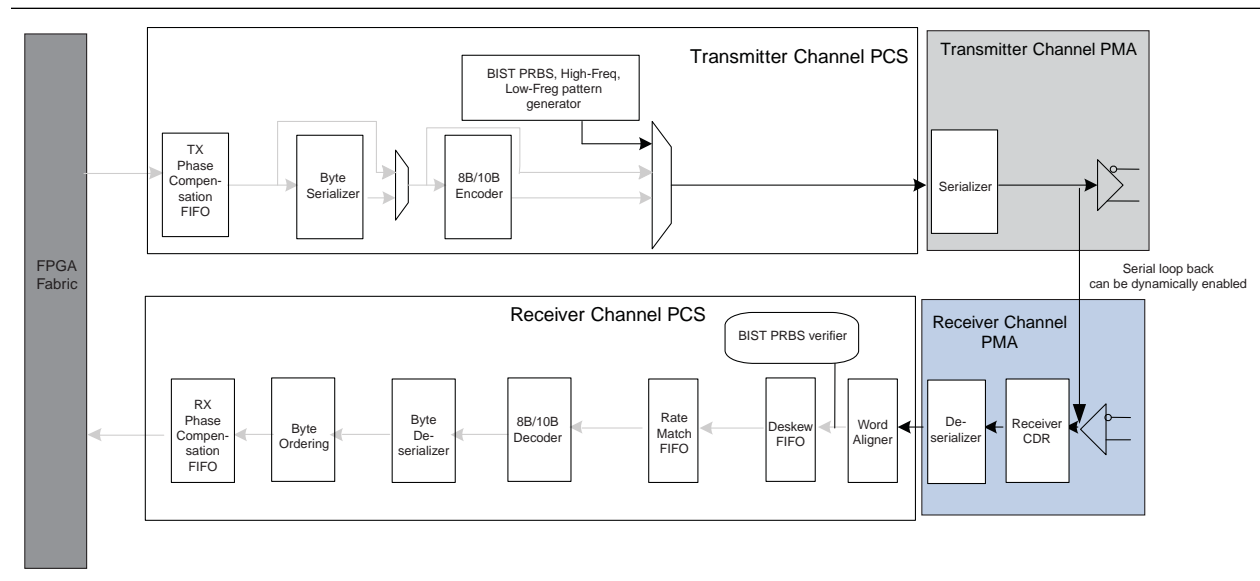 Transmitter Channel PCS
Transmitter Channel PMA
BIST PRBS, High-Freq,
Low-Freg pattern
generator
TX
Phase
Compen-
sation
FIFO
Byte
Serializer
8B/10B
Encoder
Serializer
FPGA
Fabric
Serial loop back
can be dynamically enabled
Receiver Channel PCS
Receiver Channel
PMA
BIST PRBS verifier
RX
Phase
Compen-
sation
FIFO
Byte
Ordering
Byte
De-
serializer
8B/10B
Decoder
Rate
Match
FIFO
Deskew
FIFO
Word
Aligner
De-
serializer
Receiver
CDR